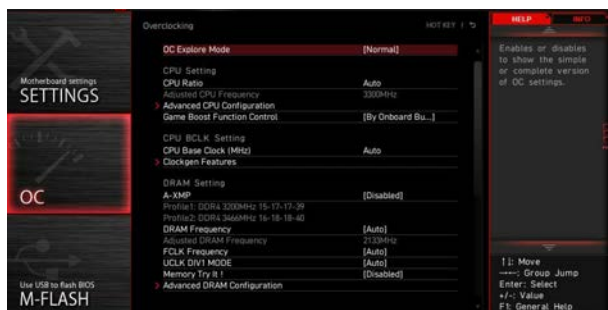 Overclocking
HOT KEY
HELP
INFO
OC Explore Mode [Normal]
CPU Setting
CPU Ratio Auto
Adjusted CPU Frequency 3300MHz
Advanced CPU Configuration
Game Boost Function Control [By Onboard Bu...]
CPU BCLK Setting
CPU Base Clock (MHz) Auto
Clockgen Features
DRAM Setting
A-XMP [Disabled]
Profile1: DDR4 3200MHz 15-17-17-39
Profile2: DDR4 3466MHz 16-18-18-40
DRAM Frequency [Auto]
Adjusted DRAM Frequency 2133MHz
FCLK Frequency [Auto]
UCLK DIV1 MODE [Auto]
Memory Try It ! [Disabled]
Advanced DRAM Configuration
Motherboard settings
SETTINGS
OC
Use USB to flash BIOS
M-FLASH
Enables or disables
to show the simple
or complete version
of OC settings.
↑↓: Move
→←: Group Jump
Enter: Select
+/-: Value
F1: General Help